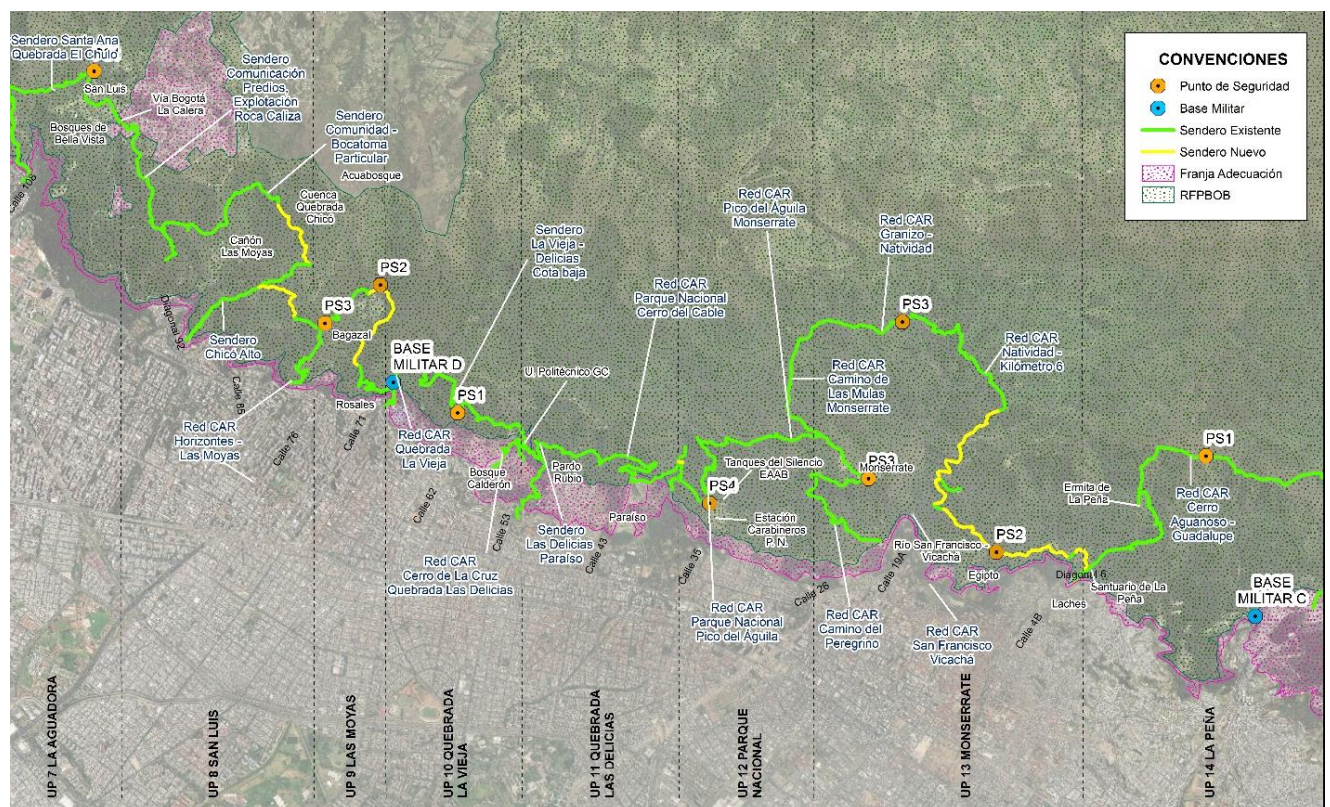 Sendero Santa Ana
Quebrada El Chulo
San Luis
Vía Bogotá
La Calera
Bosques de
Bella Vista
Sendero
Comunicación
Predios,
Explotación
Roca Caliza
Sendero
Comunidad -
Bocatoma
Particular
Acuabosque
Cuenca
Quebrada
Chicó
Cañón
Las Moyas
Calle 106
Diagonal 92
Sendero
Chicó Alto
Calle 85
Red CAR
Horizontes -
Las Moyas
Calle 76
PS3
Bagazal
PS2
BASE
MILITAR D
Rosales
Calle 71
Red CAR
Quebrada
La Vieja
Sendero
La Vieja -
Delicias
Cota baja
PS1
U. Politécnico GC
Calle 62
Bosque
Calderón
Calle 53
Red CAR
Cerro de La Cruz
Quebrada Las Delicias
Pardo
Rubio
Sendero
Las Delicias
Paraíso
Calle 43
Paraíso
Red CAR
Parque Nacional
Cerro del Cable
Red CAR
Pico del Águila
Monserrate
Tanques del Silencio
EAAB
PS4
Estación
Carabineros
P.N.
Calle 35
Red CAR
Parque Nacional
Pico del Águila
Calle 26
Red CAR
Camino de
Las Mulas
Monserrate
PS3
Monserrate
Red CAR
Granizo -
Natividad
PS3
Red CAR
Natividad -
Kilómetro 6
Red CAR
Camino del
Peregrino
Calle 19A
Río San Francisco
Vicachá
Red CAR
San Francisco
Vicachá
Egipto
PS2
Calle 4B
Diagonl 6
Laches
Santuario de La
Peña
Ermita de
La Peña
PS1
Red CAR
Cerro
Aguanoso -
Guadalupe
BASE
MILITAR C
CONVENCIONES
Punto de Seguridad
Base Militar
Sendero Existente
Sendero Nuevo
Franja Adecuación
RFPBOB
UP 7 LA AGUADORA
UP 8 SAN LUIS
UP 9 LAS MOYAS
UP 10 QUEBRADA
LA VIEJA
UP 11 QUEBRADA
LAS DELICIAS
UP 12 PARQUE
NACIONAL
UP 13 MONSERRATE
UP 14 LA PEÑA